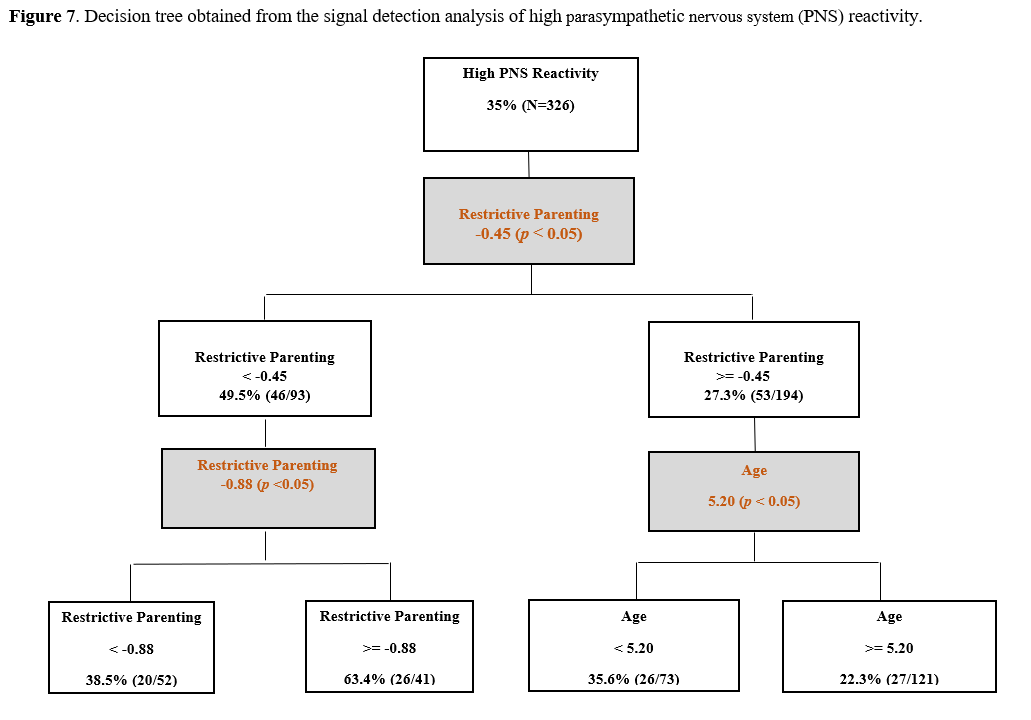 Figure 7. Decision tree obtained from the signal detection analysis of high parasympathetic nervous system (PNS) reactivity.
High PNS Reactivity
35% (N=326)
Restrictive Parenting
-0.45 (p < 0.05)
Restrictive Parenting
< -0.45
49.5% (46/93)
Restrictive Parenting
>= -0.45
27.3% (53/194)
Restrictive Parenting
-0.88 (p <0.05)
Age
5.20 (p < 0.05)
Restrictive Parenting
< -0.88
38.5% (20/52)
Restrictive Parenting
>= -0.88
63.4% (26/41)
Age
< 5.20
35.6% (26/73)
Age
>= 5.20
22.3% (27/121)